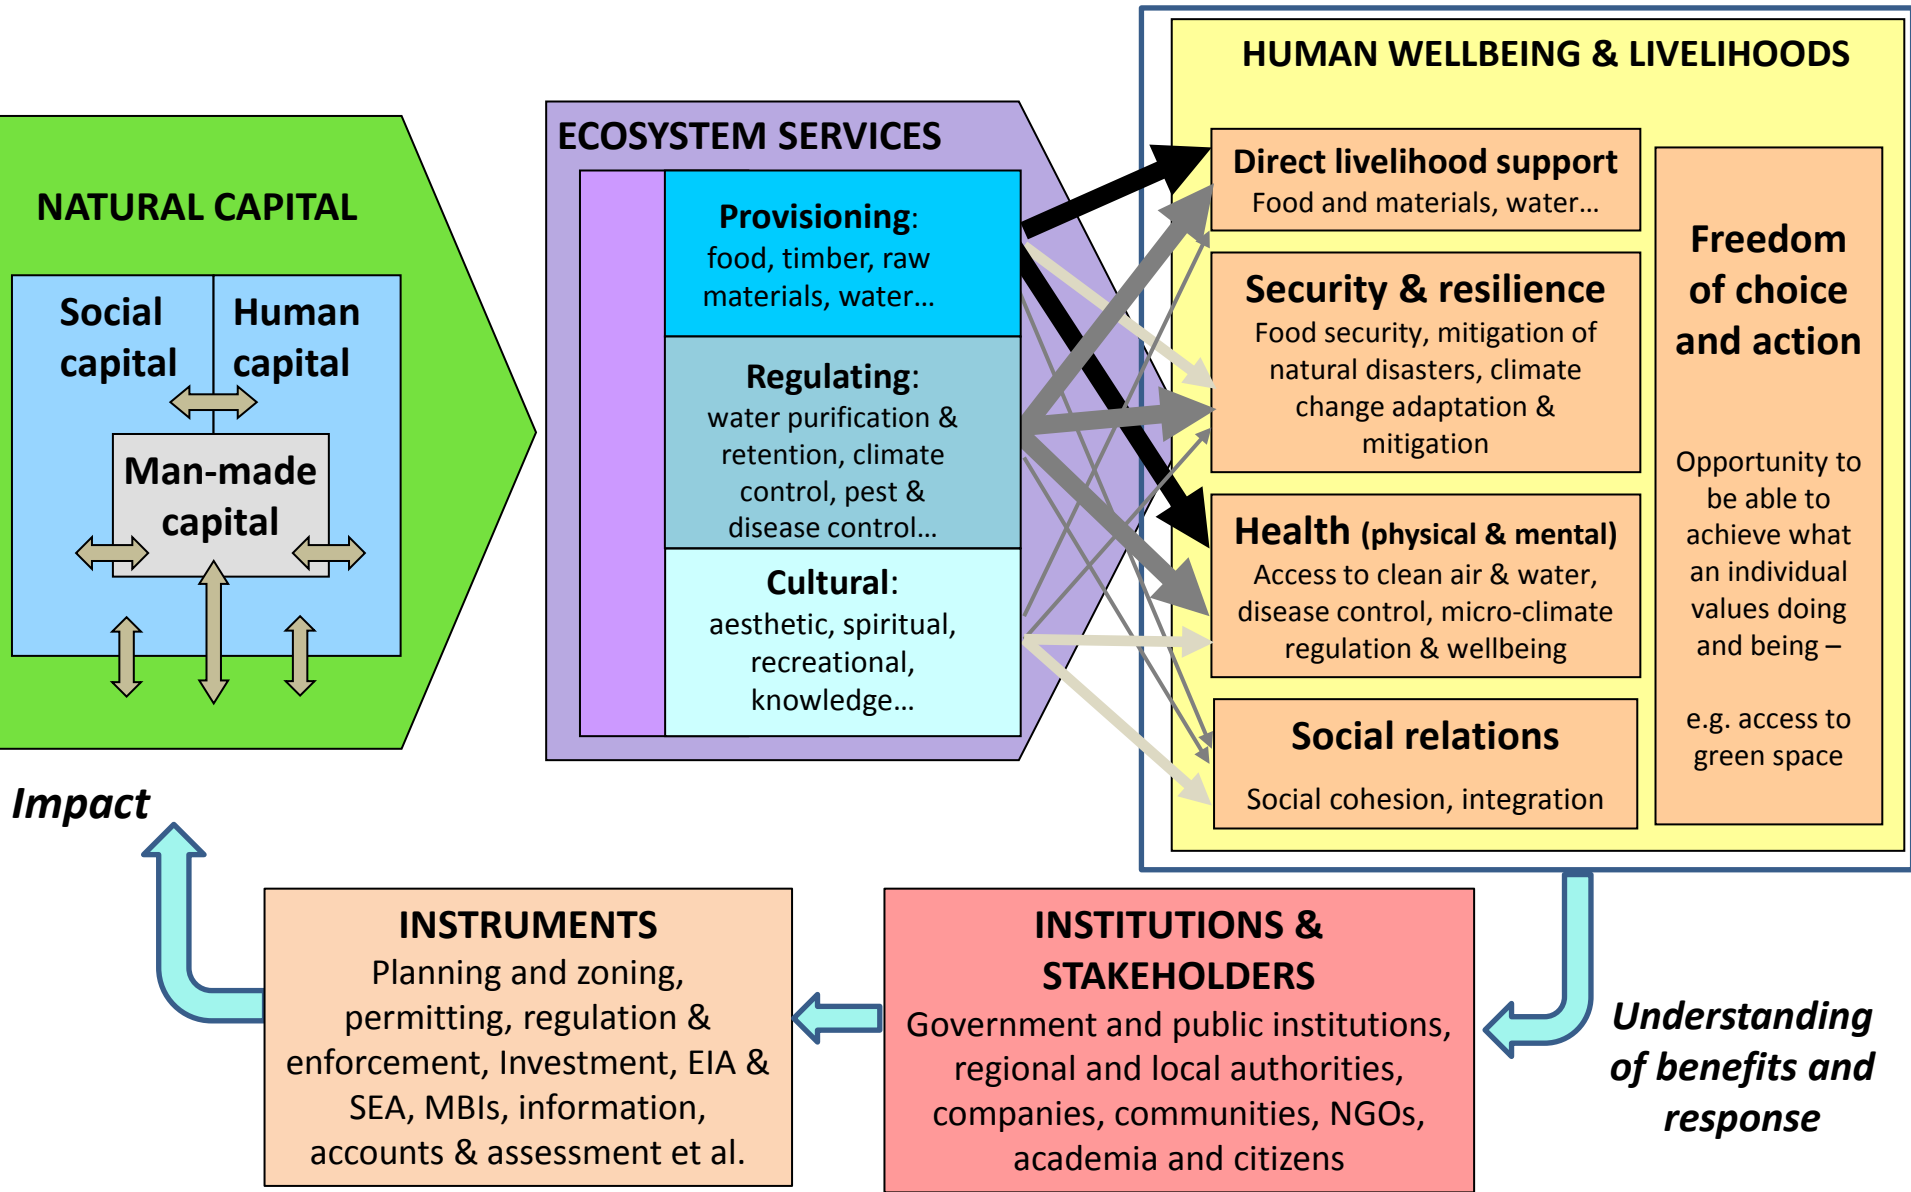 NATURAL CAPITAL
Social
capital
Human
capital
Man-made
capital
ECOSYSTEM SERVICES
Provisioning:
food, timber, raw
materials, water…
Regulating:
water purification &
retention, climate
control, pest &
disease control…
Cultural:
aesthetic, spiritual,
recreational,
knowledge…
HUMAN WELLBEING & LIVELIHOODS
Direct livelihood support
Food and materials, water…
Security & resilience
Food security, mitigation of
natural disasters, climate
change adaptation &
mitigation
Health (physical & mental)
Access to clean air & water,
disease control, micro-climate
regulation & wellbeing
Social relations
Social cohesion, integration
Freedom
of choice
and action
Opportunity to
be able to
achieve what
an individual
values doing
and being –
e.g. access to
green space
Impact
INSTRUMENTS
Planning and zoning,
permitting, regulation &
enforcement, Investment, EIA &
SEA, MBIs, information,
accounts & assessment et al.
INSTITUTIONS &
STAKEHOLDERS
Government and public institutions,
regional and local authorities,
companies, communities, NGOs,
academia and citizens
Understanding
of benefits and
response